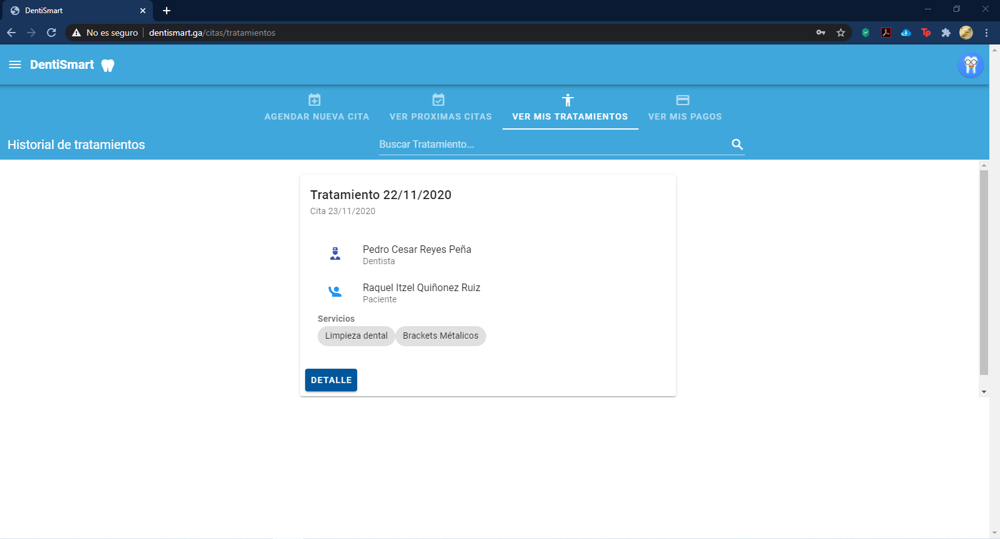 DentiSmart
No es seguro dentismart.ga/citas/tratamientos
DentiSmart
AGENDAR NUEVA CITA VER PROXIMAS CITAS VER MIS TRATAMIENTOS VER MIS PAGOS
Historial de tratamientos Buscar Tratamiento...
Tratamiento 22/11/2020
Cita 23/11/2020
Pedro Cesar Reyes Peña
Dentista
Raquel Itzel Quiñonez Ruiz
Paciente
Servicios
Limpieza dental Brackets Métalicos
DETALLE